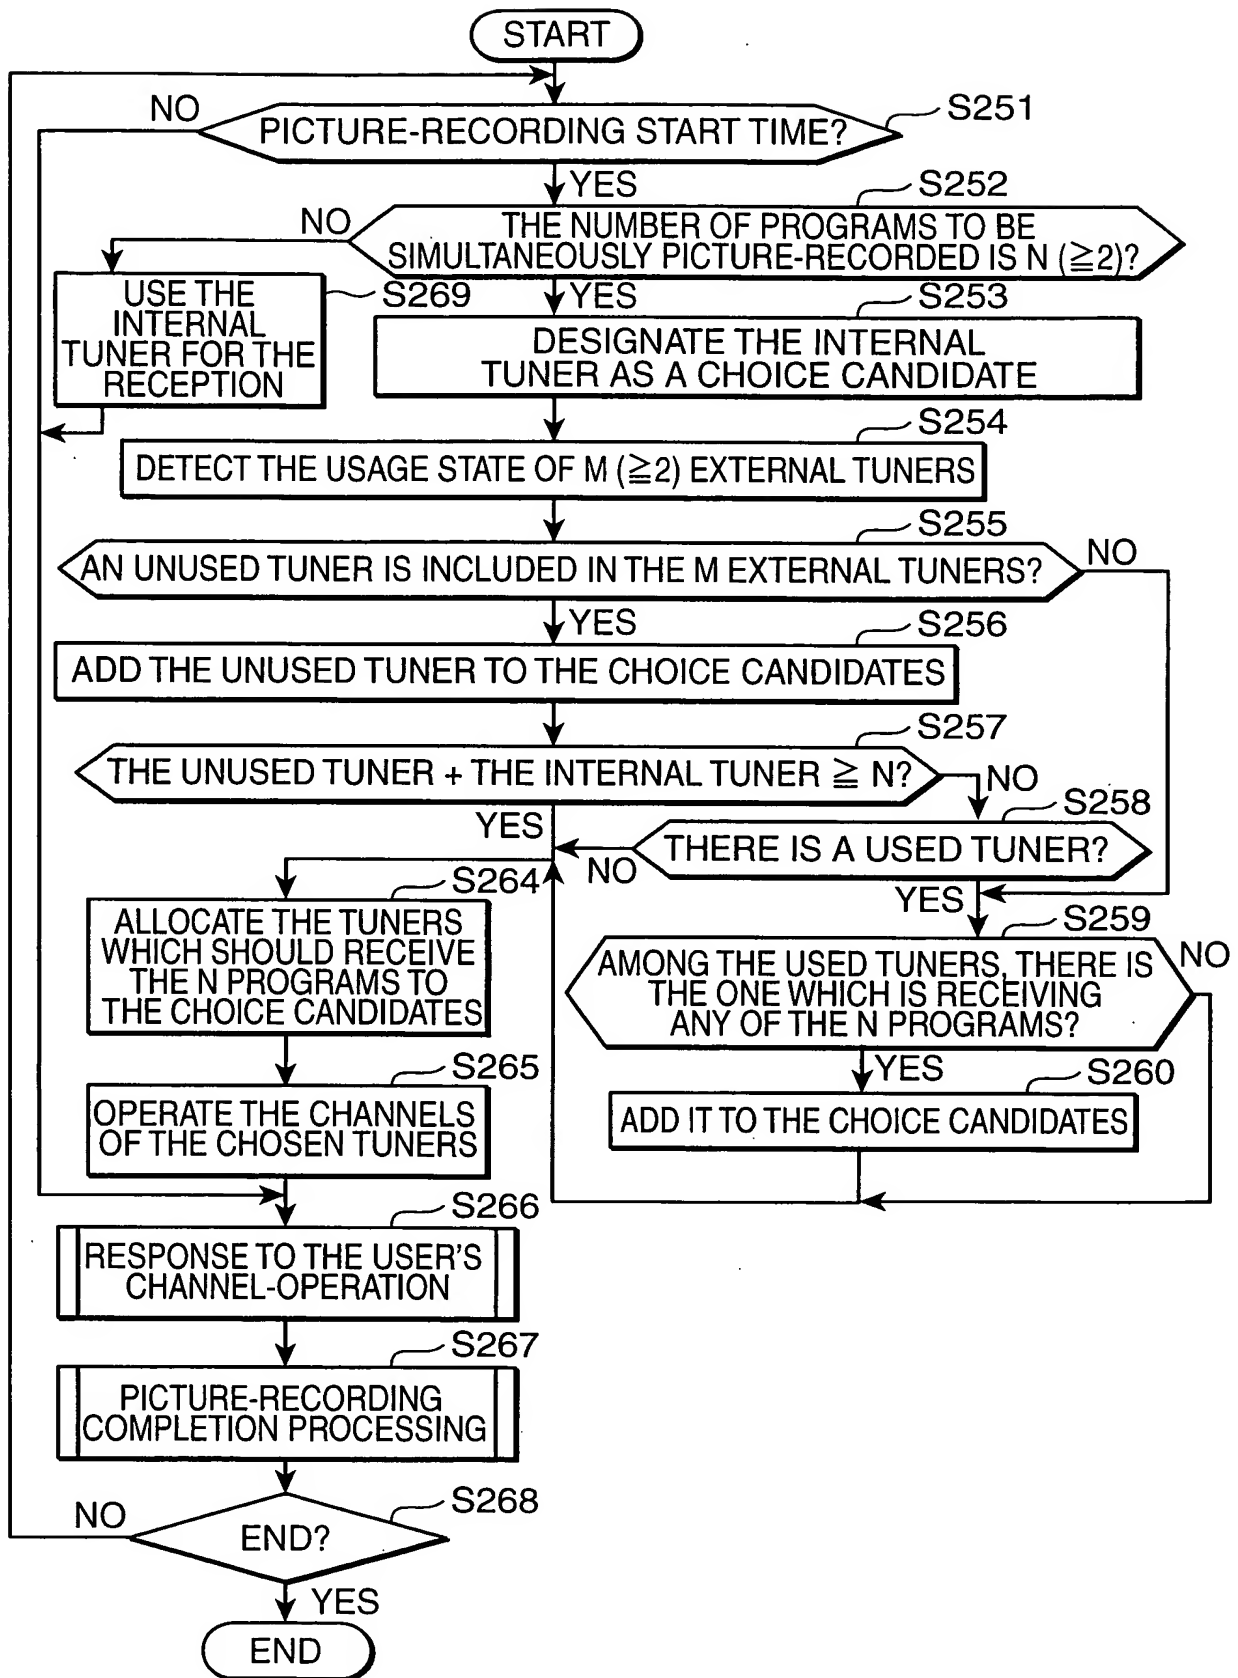 START
NO
S251
PICTURE-RECORDING START TIME?
YES
S252
NO
THE NUMBER OF PROGRAMS TO BE
SIMULTANEOUSLY PICTURE-RECORDED IS N (≧2)?
S269
USE THE
INTERNAL
TUNER FOR THE
RECEPTION
YES
S253
DESIGNATE THE INTERNAL
TUNER AS A CHOICE CANDIDATE
S254
DETECT THE USAGE STATE OF M (≧2) EXTERNAL TUNERS
S255
AN UNUSED TUNER IS INCLUDED IN THE M EXTERNAL TUNERS?
NO
YES
S256
ADD THE UNUSED TUNER TO THE CHOICE CANDIDATES
S257
THE UNUSED TUNER + THE INTERNAL TUNER ≧ N?
NO
YES
S258
THERE IS A USED TUNER?
NO
YES
S264
ALLOCATE THE TUNERS
WHICH SHOULD RECEIVE
THE N PROGRAMS TO
THE CHOICE CANDIDATES
S259
AMONG THE USED TUNERS, THERE IS
THE ONE WHICH IS RECEIVING
ANY OF THE N PROGRAMS?
NO
YES
S265
OPERATE THE CHANNELS
OF THE CHOSEN TUNERS
S260
ADD IT TO THE CHOICE CANDIDATES
S266
RESPONSE TO THE USER'S
CHANNEL-OPERATION
S267
PICTURE-RECORDING
COMPLETION PROCESSING
NO
S268
END?
YES
END